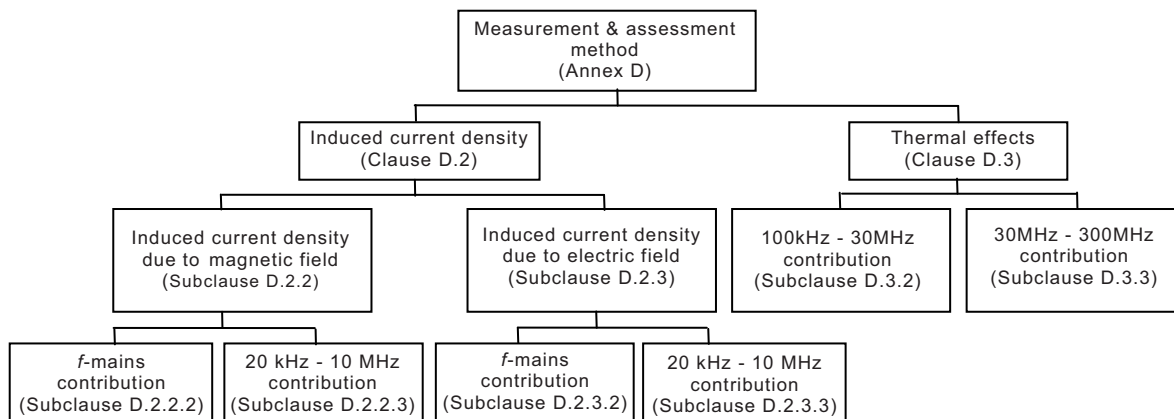 Measurement & assessment
method
(Annex D)
Induced current density
(Clause D.2)
Thermal effects
(Clause D.3)
Induced current density
due to magnetic field
(Subclause D.2.2)
Induced current density
due to electric field
(Subclause D.2.3)
100kHz - 30MHz
contribution
(Subclause D.3.2)
30MHz - 300MHz
contribution
(Subclause D.3.3)
f-mains
contribution
(Subclause D.2.2.2)
20 kHz - 10 MHz
contribution
(Subclause D.2.2.3)
f-mains
contribution
(Subclause D.2.3.2)
20 kHz - 10 MHz
contribution
(Subclause D.2.3.3)